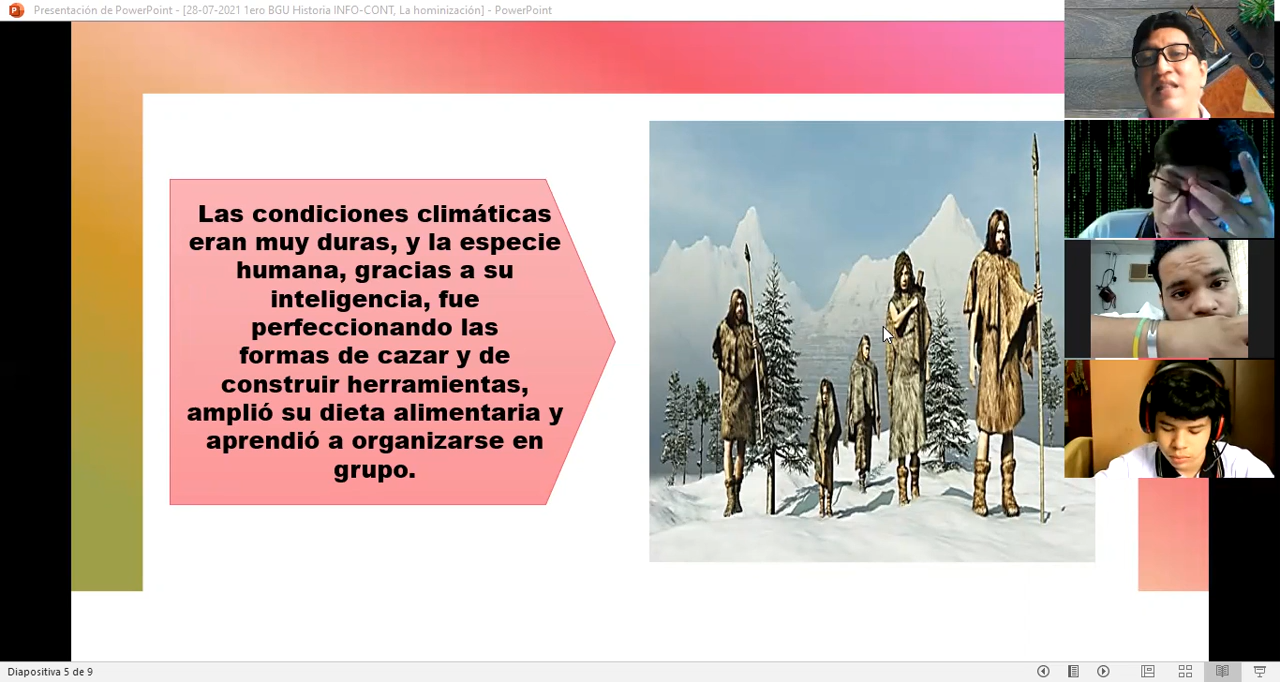 Presentación de PowerPoint - [28-07-2021 1ero BGU Historia INFO-CONT, La hominización] - PowerPoint
Las condiciones climáticas
eran muy duras, y la especie
humana, gracias a su
inteligencia, fue
perfeccionando las
formas de cazar y de
construir herramientas,
amplió su dieta alimentaria y
aprendió a organizarse en
grupo.
Diapositiva 5 de 9